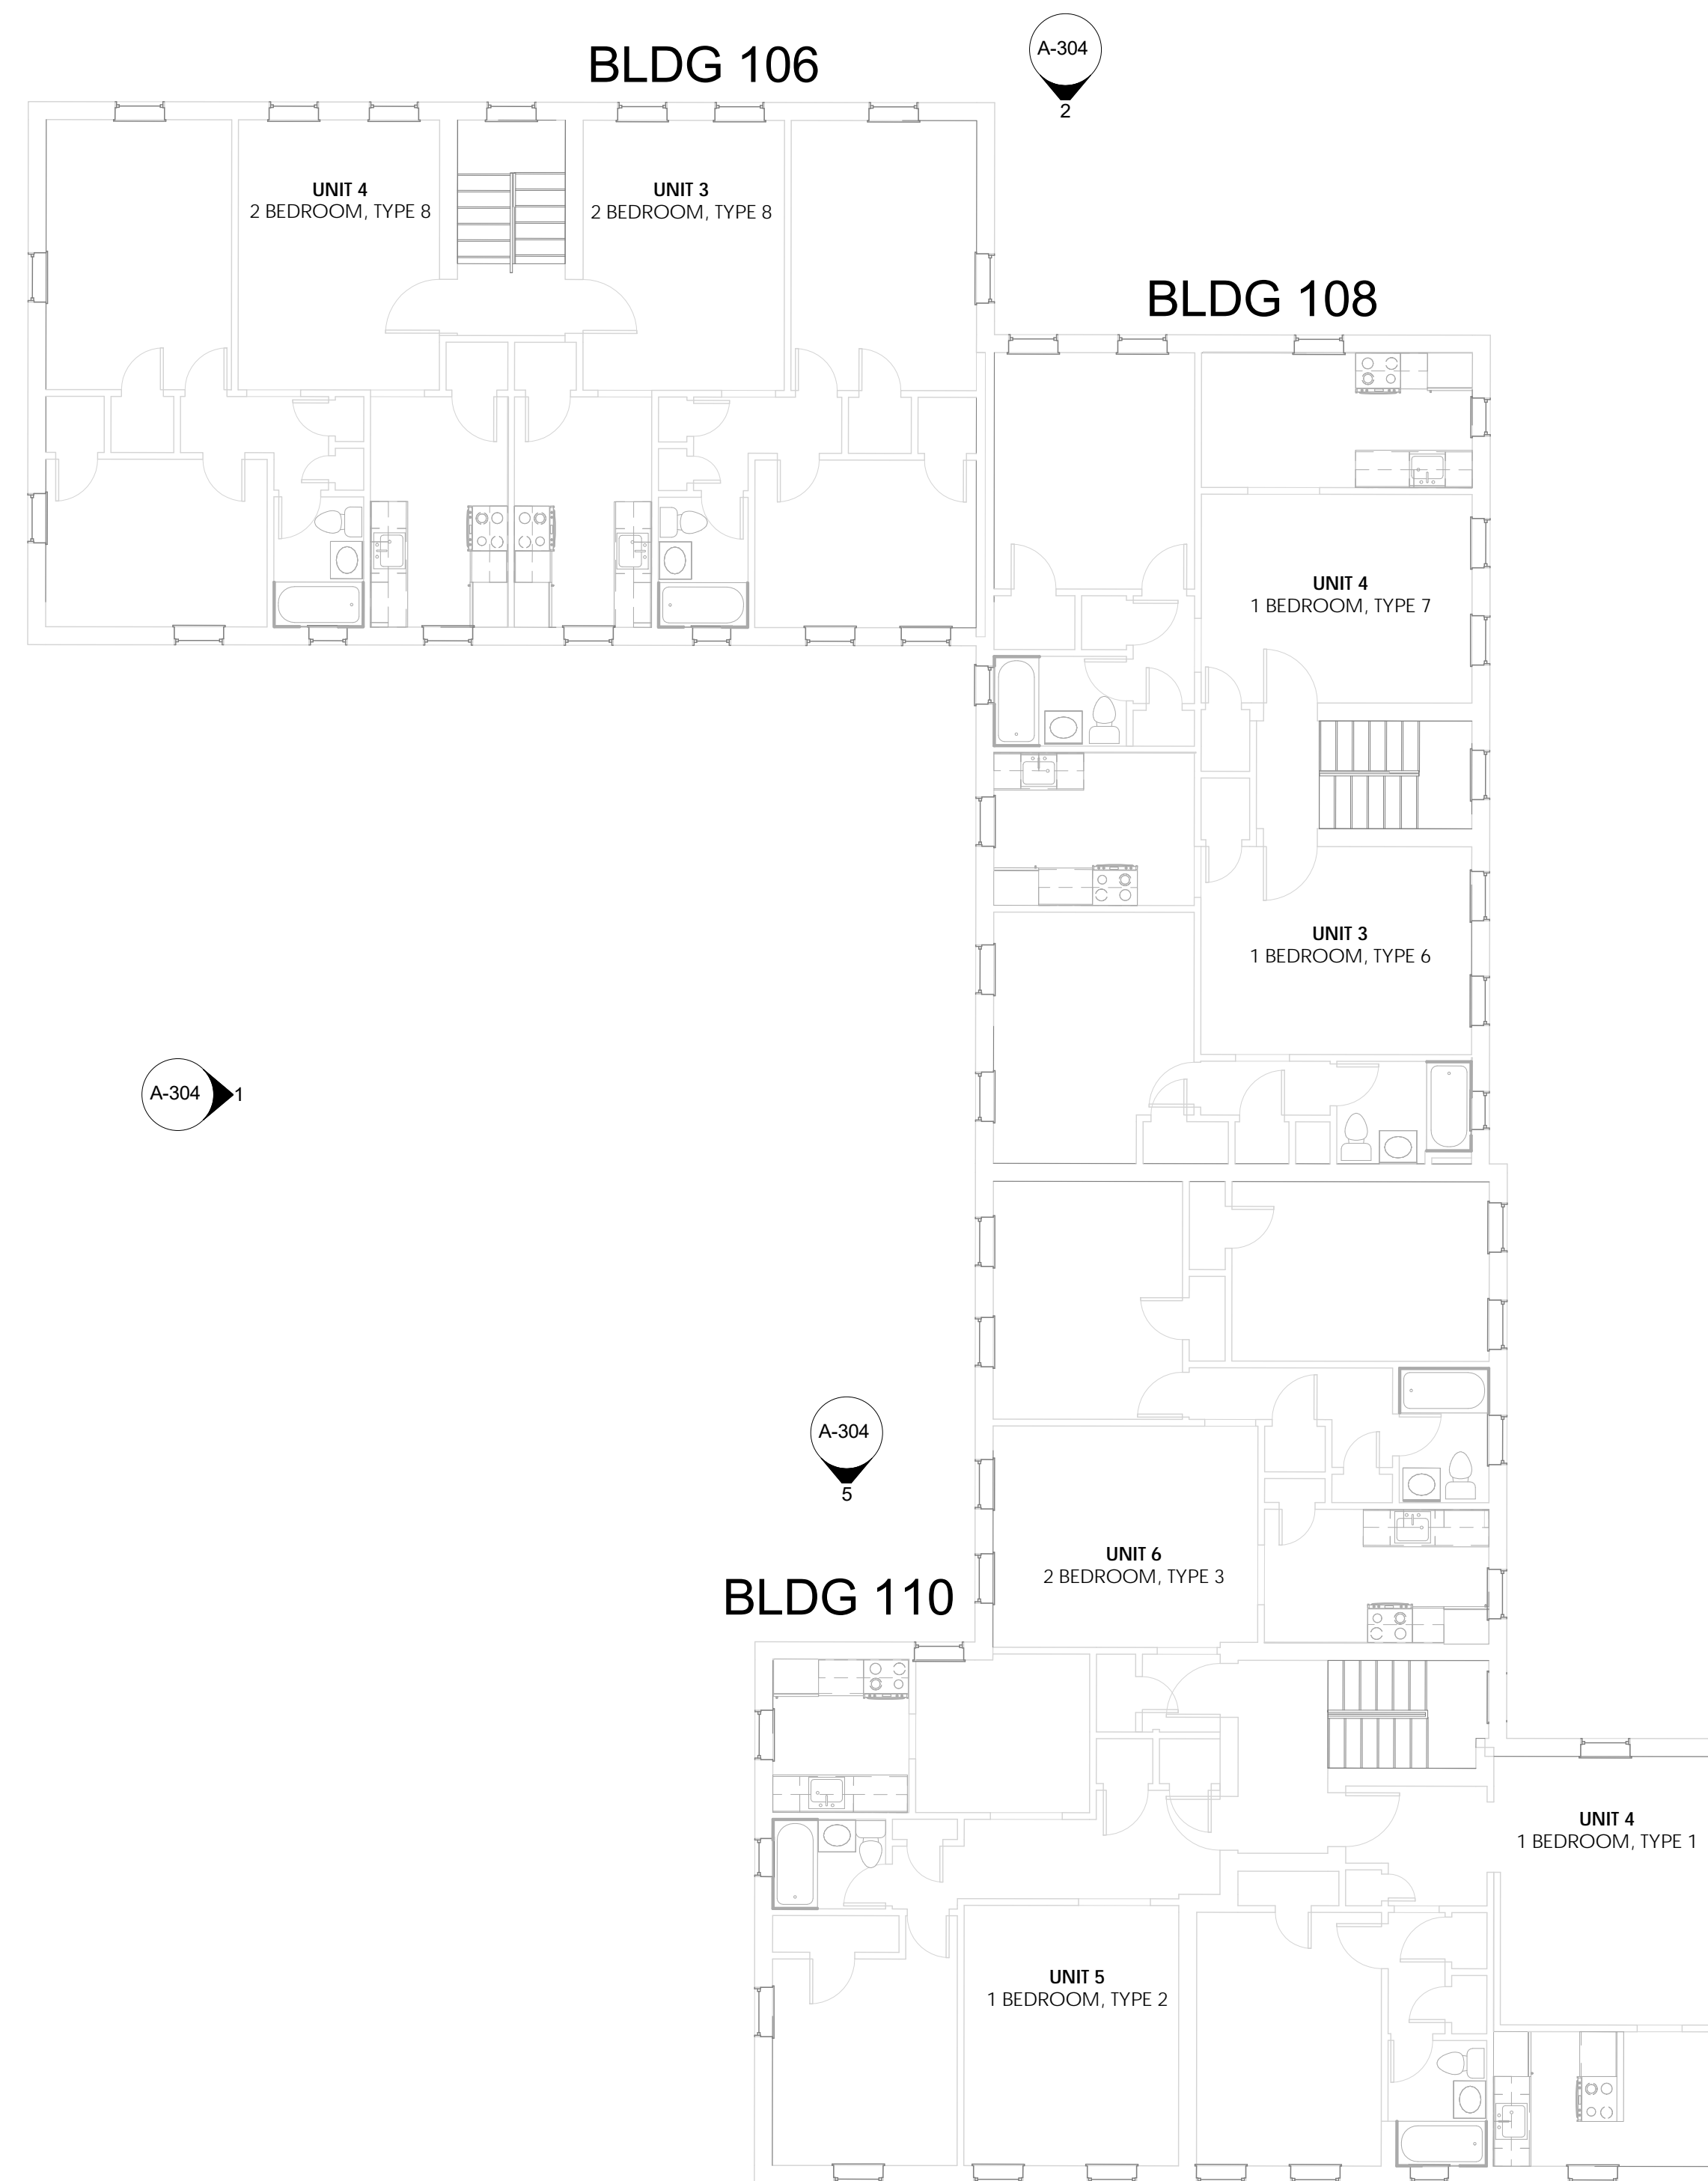 BLDG 106
A-304
2
UNIT 4
2 BEDROOM, TYPE 8
UNIT 3
2 BEDROOM, TYPE 8
BLDG 108
UNIT 4
1 BEDROOM, TYPE 7
UNIT 3
1 BEDROOM, TYPE 6
A-304
1
A-304
5
UNIT 6
2 BEDROOM, TYPE 3
BLDG 110
UNIT 4
1 BEDROOM, TYPE 1
UNIT 5
1 BEDROOM, TYPE 2